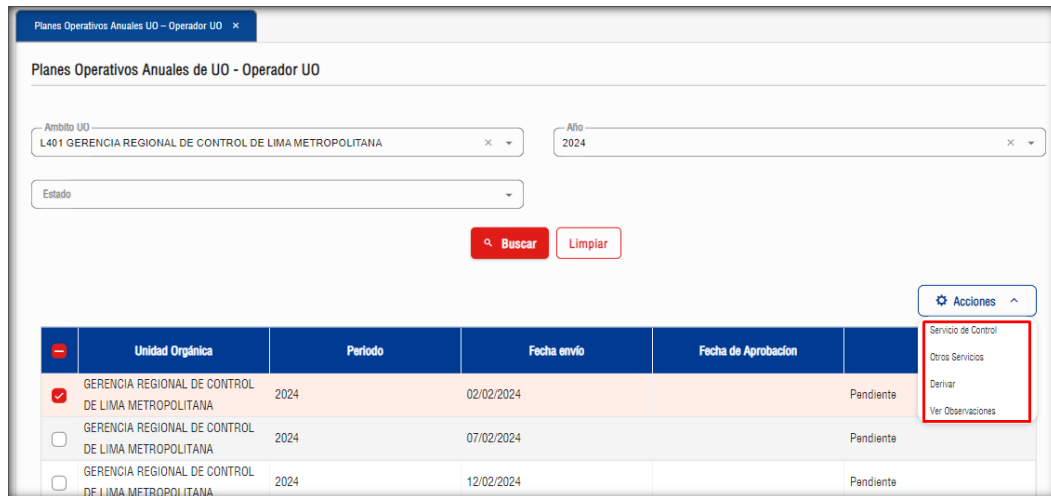 Planes Operativos Anuales UO – Operador UO ×
Planes Operativos Anuales de UO - Operador UO
Ambito UO
Año
L401 GERENCIA REGIONAL DE CONTROL DE LIMA METROPOLITANA ×
2024 ×
Estado
Buscar
Limpiar
Acciones
Servicio de Control
Otros Servicios
Derivar
Ver Observaciones
Unidad Orgánica Periodo Fecha envío Fecha de Aprobacíon
GERENCIA REGIONAL DE CONTROL
DE LIMA METROPOLITANA
2024 02/02/2024 Pendiente
GERENCIA REGIONAL DE CONTROL
DE LIMA METROPOLITANA
2024 07/02/2024 Pendiente
GERENCIA REGIONAL DE CONTROL
DE LIMA METROPOLITANA
2024 12/02/2024 Pendiente